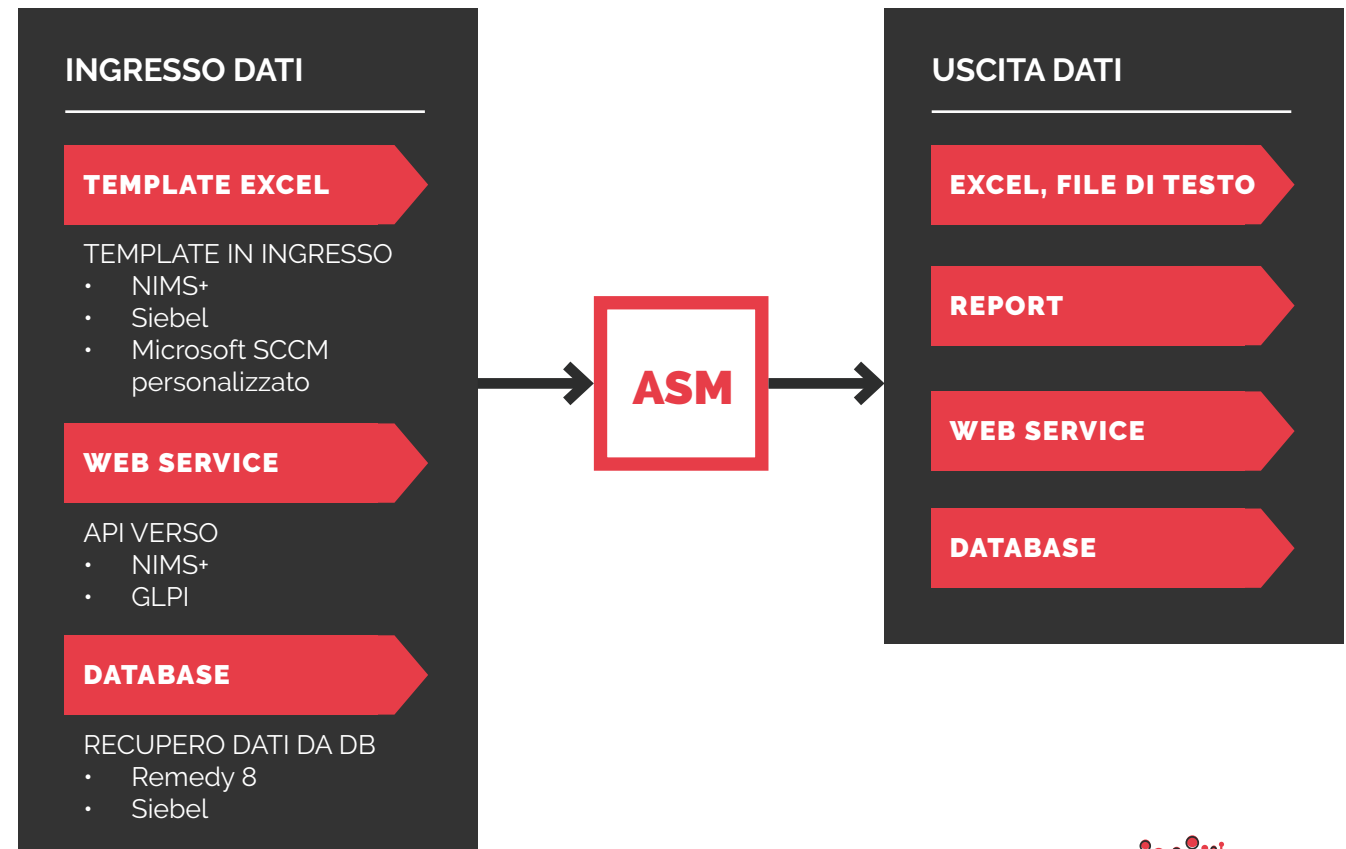 INGRESSO DATI
TEMPLATE EXCEL
TEMPLATE IN INGRESSO
• NIMS+
• Siebel
• Microsoft SCCM
personalizzato
WEB SERVICE
API VERSO
• NIMS+
• GLPI
DATABASE
RECUPERO DATI DA DB
• Remedy 8
• Siebel
ASM
USCITA DATI
EXCEL, FILE DI TESTO
REPORT
WEB SERVICE
DATABASE